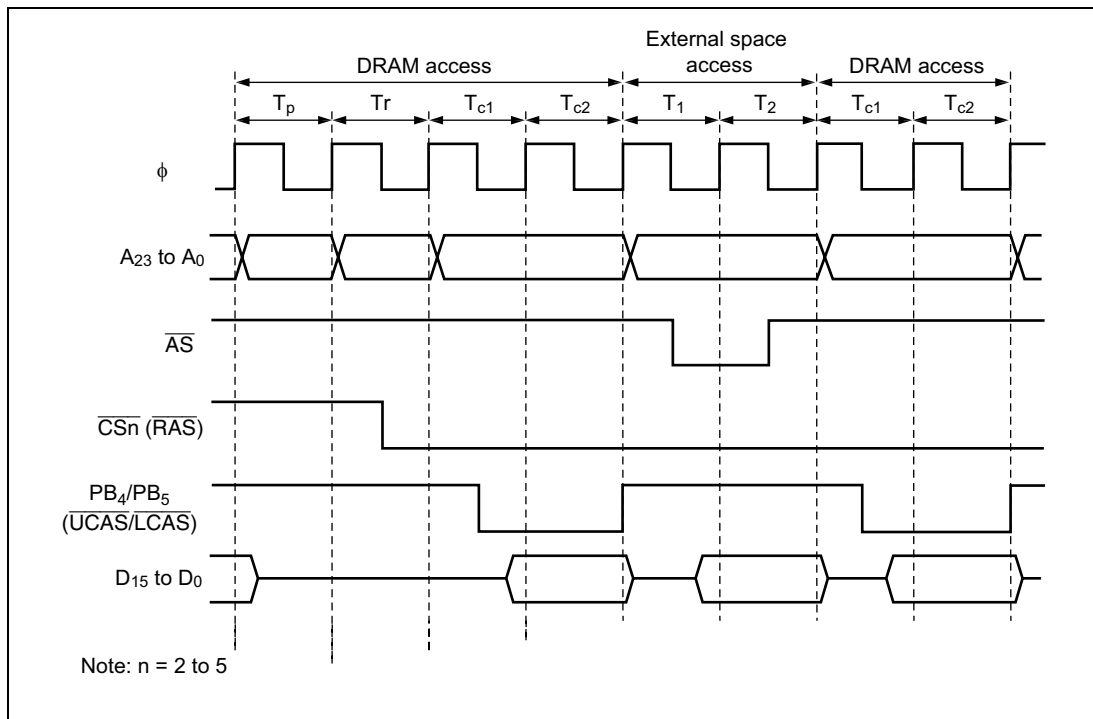 External space
access
DRAM access
DRAM access
Tp
Tr
Tc1
Tc2
T1
T2
Tc1
Tc2
φ
A23 to A0
AS
CSn (RAS)
PB4/PB5
(UCAS/LCAS)
D15 to D0
Note: n = 2 to 5